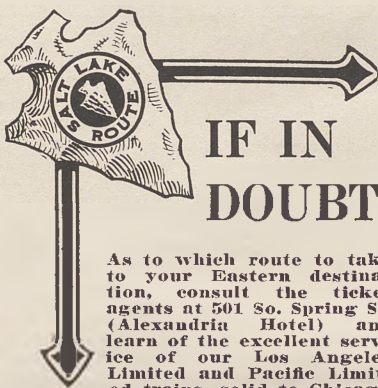 SALT LAKE ROUTE
IF IN
DOUBT
As to which route to tak
to your Eastern destina
tion, consult the ticke
agents at 501 So. Spring S
(Alexandria Hotel) an
learn of the excellent serv
ice of our Los Angele
Limited and Pacific Limit
ed trains, solid to Chicag